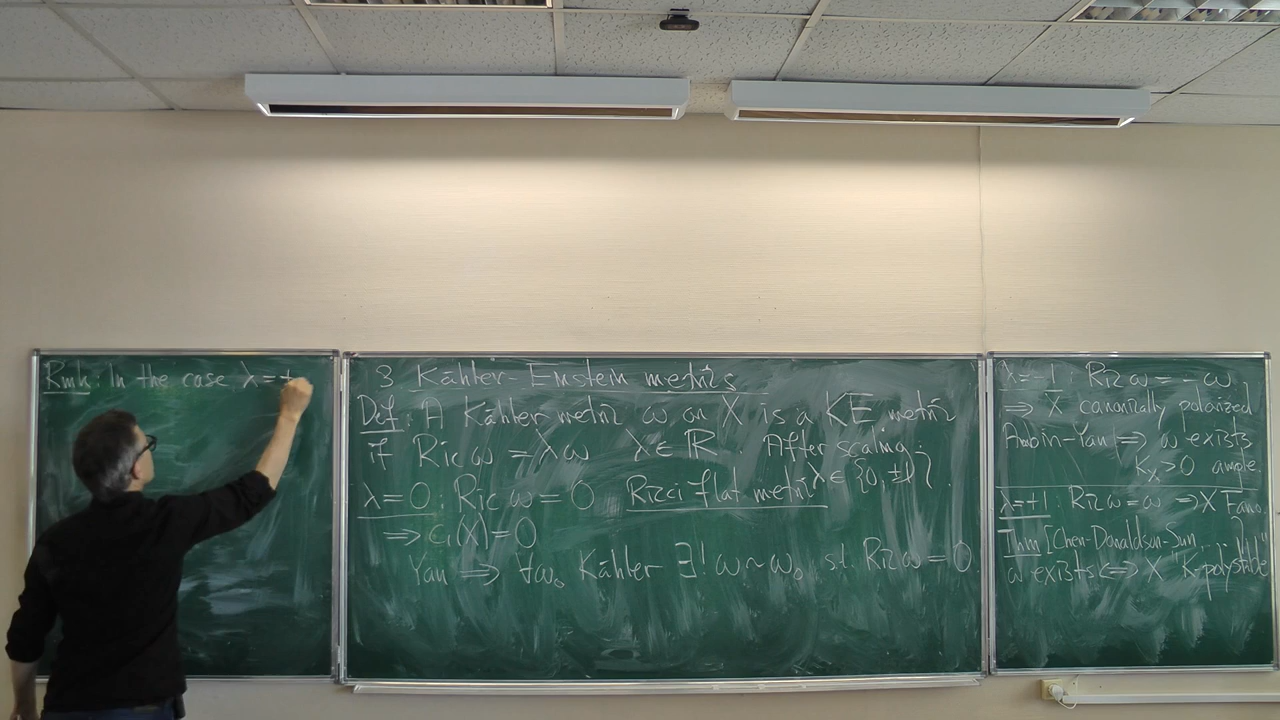 Rmk: In the case λ=+
3 Kähler-Einstein metrics
Def: A Kähler metric ω on X is a KE metric
if Ric ω = λω λ∈ℝ After scaling,
λ∈{0,±1}.
λ=0: Ric ω = 0 Ricci flat metric
⇒ c₁(X)=0
Yau ⇒ ∀ω₀ Kähler ∃! ω~ω₀ s.t. Ric ω = 0
λ=-1: Ric ω = -ω
⇒ X canonically polarized
Aubin-Yau ⇒ ω exists
K_X>0 ample.
λ=+1: Ric ω=ω ⇒ X Fano.
Thm [Chen-Donaldson-Sun ...]
ω exists ⇔ X "K-polystable"